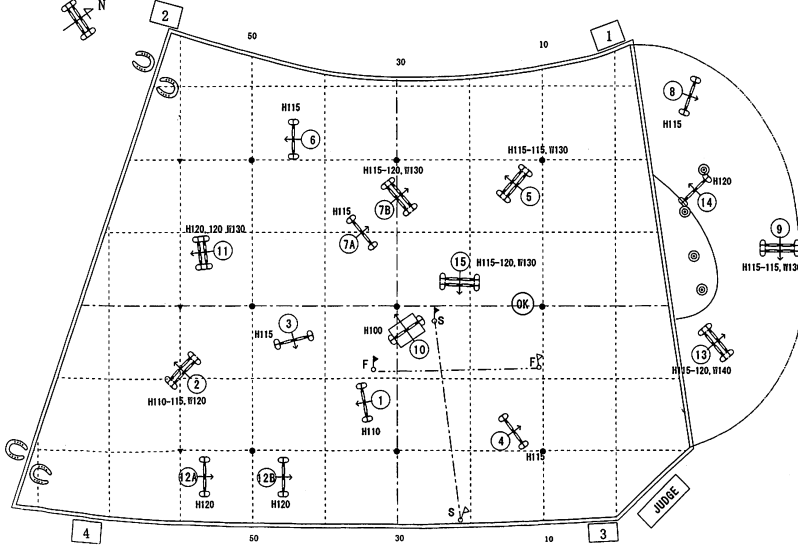 N
2
50
30
10
1
8
H115
H115
6
H115-120, W130
7B
H115-115, W130
5
H120
14
H115
7A
9
H115-115, W130
H120, 120 W130
11
15
H115-120, W130
OK
S
H115
3
H100
10
F
F
13
H115-120, W140
2
H110-115, W120
1
H110
4
H115
12A
H120
12B
H120
S
JUDGE
4
50
30
10
3